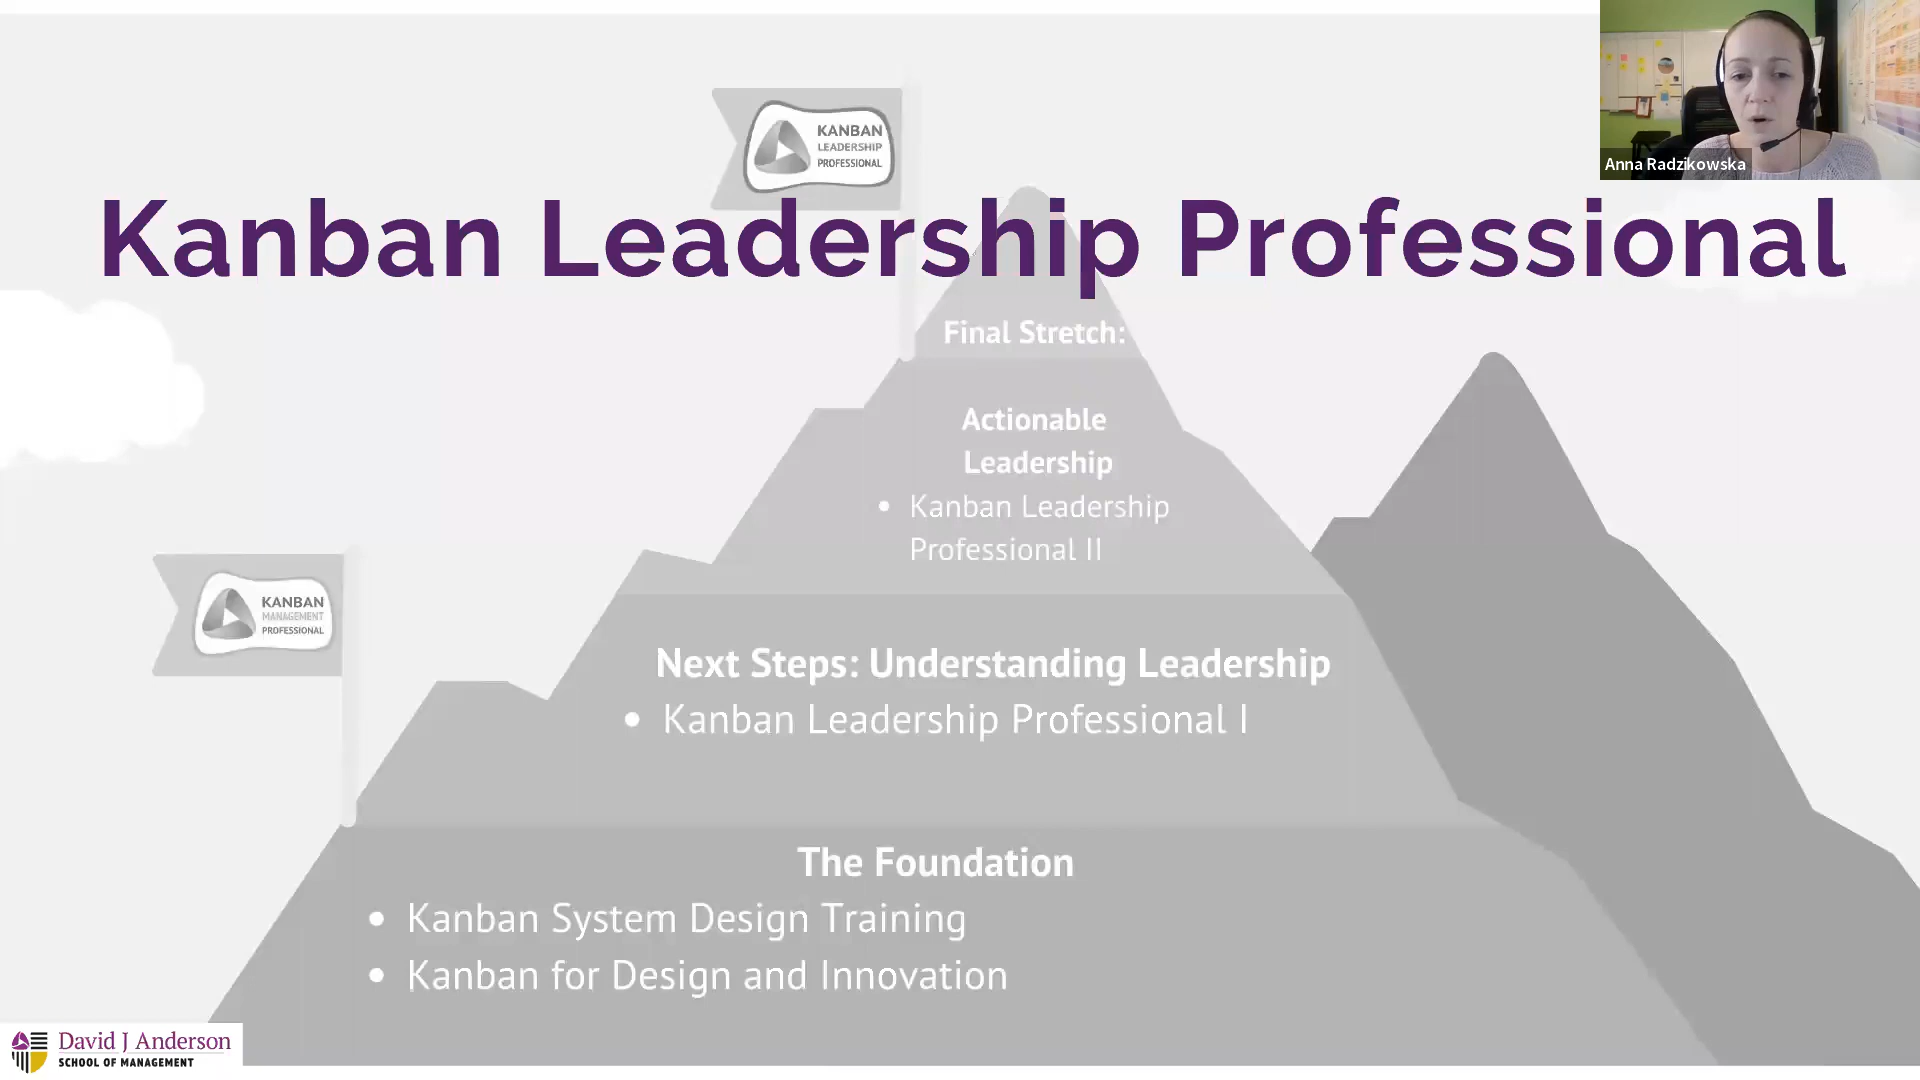 Anna Radzikowska
KANBAN
LEADERSHIP
PROFESSIONAL
Kanban Leadership Professional
Final Stretch:
Actionable
Leadership
• Kanban Leadership
Professional II
KANBAN
MANAGEMENT
PROFESSIONAL
Next Steps: Understanding Leadership
• Kanban Leadership Professional I
The Foundation
• Kanban System Design Training
• Kanban for Design and Innovation
David J Anderson
SCHOOL OF MANAGEMENT